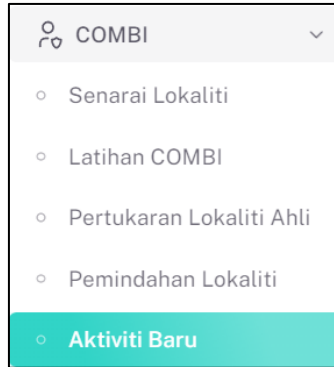 COMBI
Senarai Lokaliti
Latihan COMBI
Pertukaran Lokaliti Ahli
Pemindahan Lokaliti
Aktiviti Baru